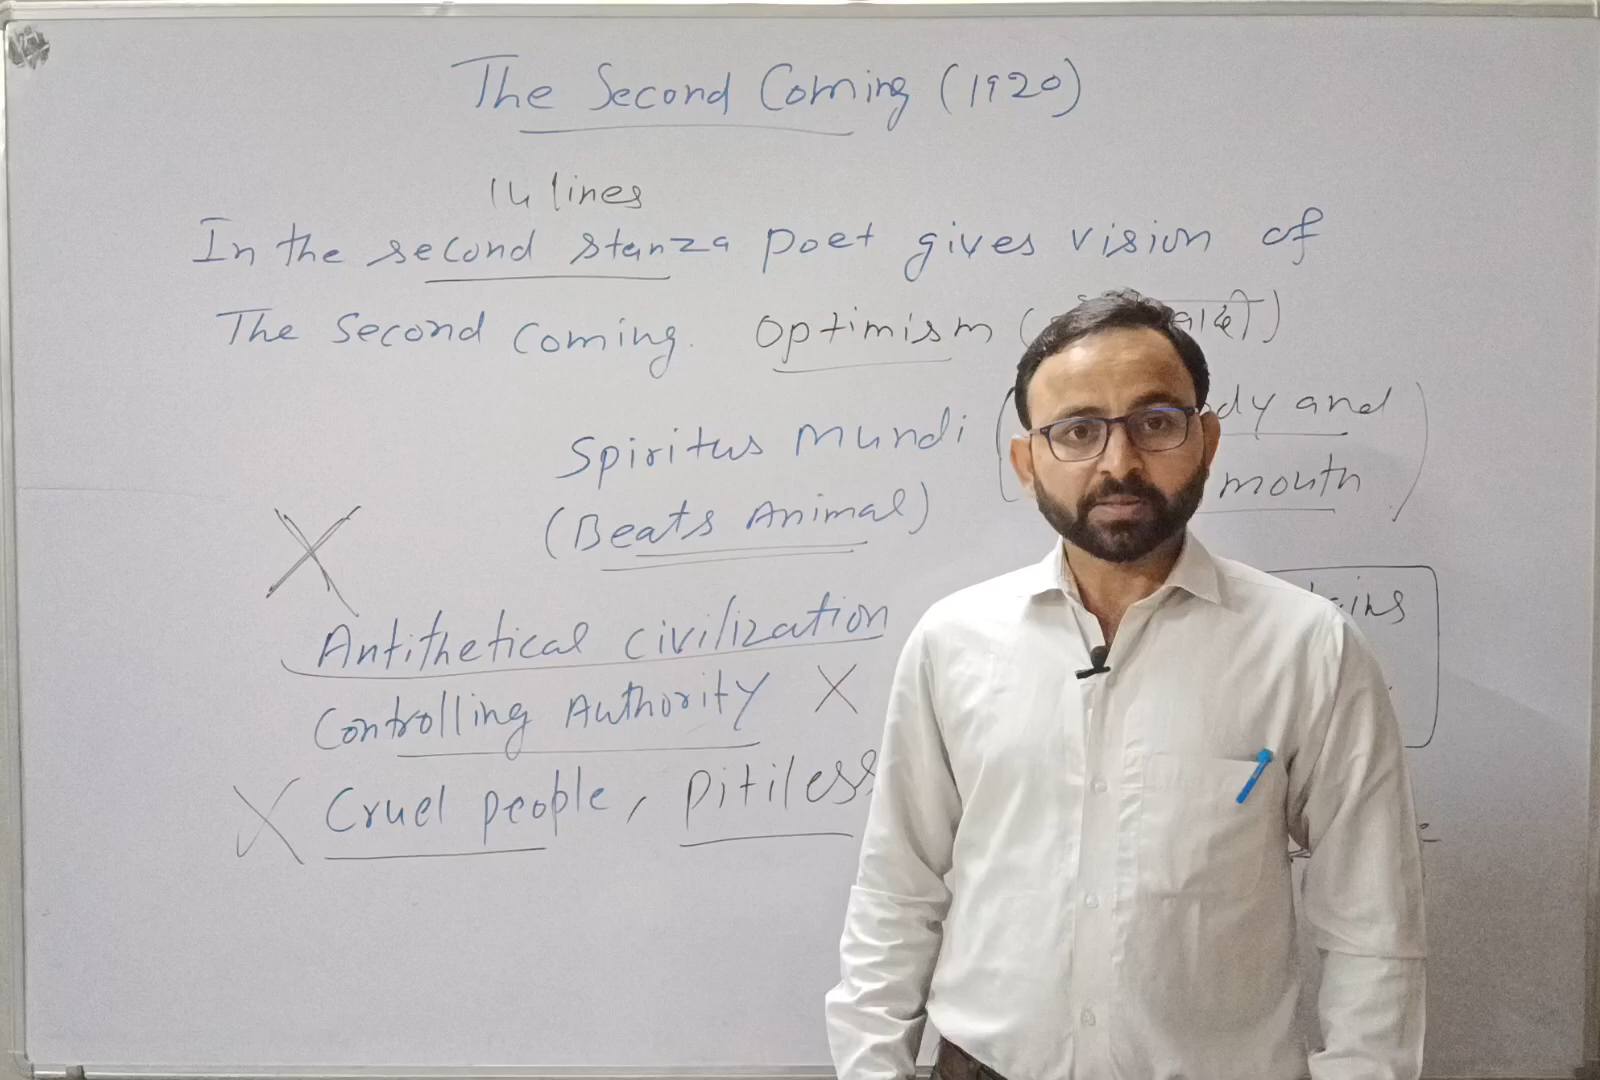 The Second Coming (1920)
14 lines
In the second stanza poet gives vision of
The Second Coming. Optimism (
Spiritus Mundi ( and
(Beats Animal) mouth
Antithetical civilization
Controlling Authority X
X Cruel people, Pitiless